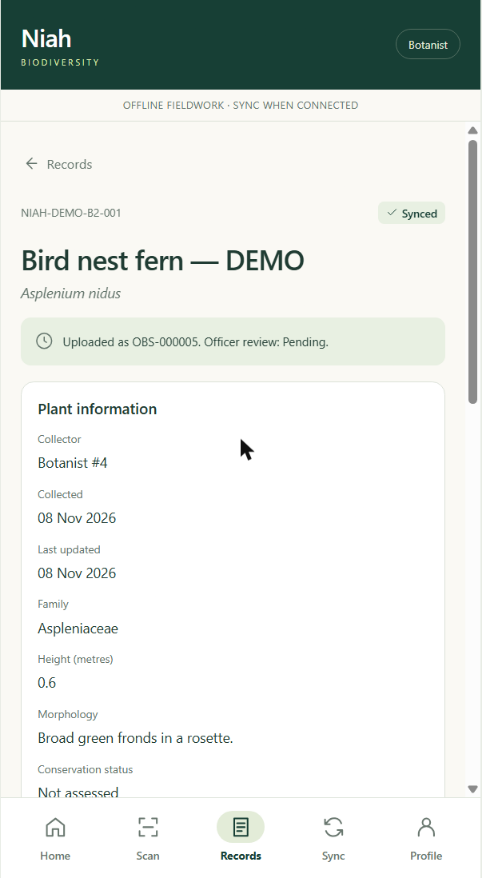 Niah
BIODIVERSITY
Botanist
OFFLINE FIELDWORK · SYNC WHEN CONNECTED
Records
NIAH-DEMO-B2-001
Synced
Bird nest fern — DEMO
Asplenium nidus
Uploaded as OBS-000005. Officer review: Pending.
Plant information
Collector
Botanist #4
Collected
08 Nov 2026
Last updated
08 Nov 2026
Family
Aspleniaceae
Height (metres)
0.6
Morphology
Broad green fronds in a rosette.
Conservation status
Not assessed
Home
Scan
Records
Sync
Profile